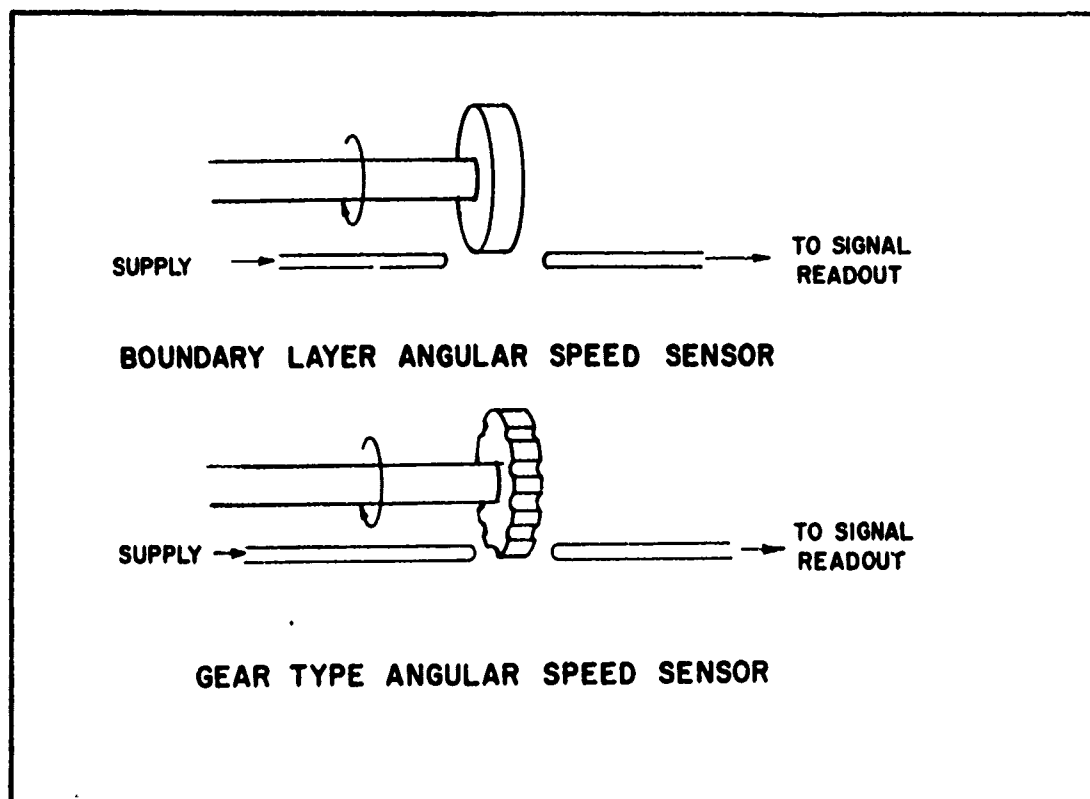 SUPPLY
TO SIGNAL
READOUT
BOUNDARY LAYER ANGULAR SPEED SENSOR
SUPPLY
TO SIGNAL
READOUT
GEAR TYPE ANGULAR SPEED SENSOR